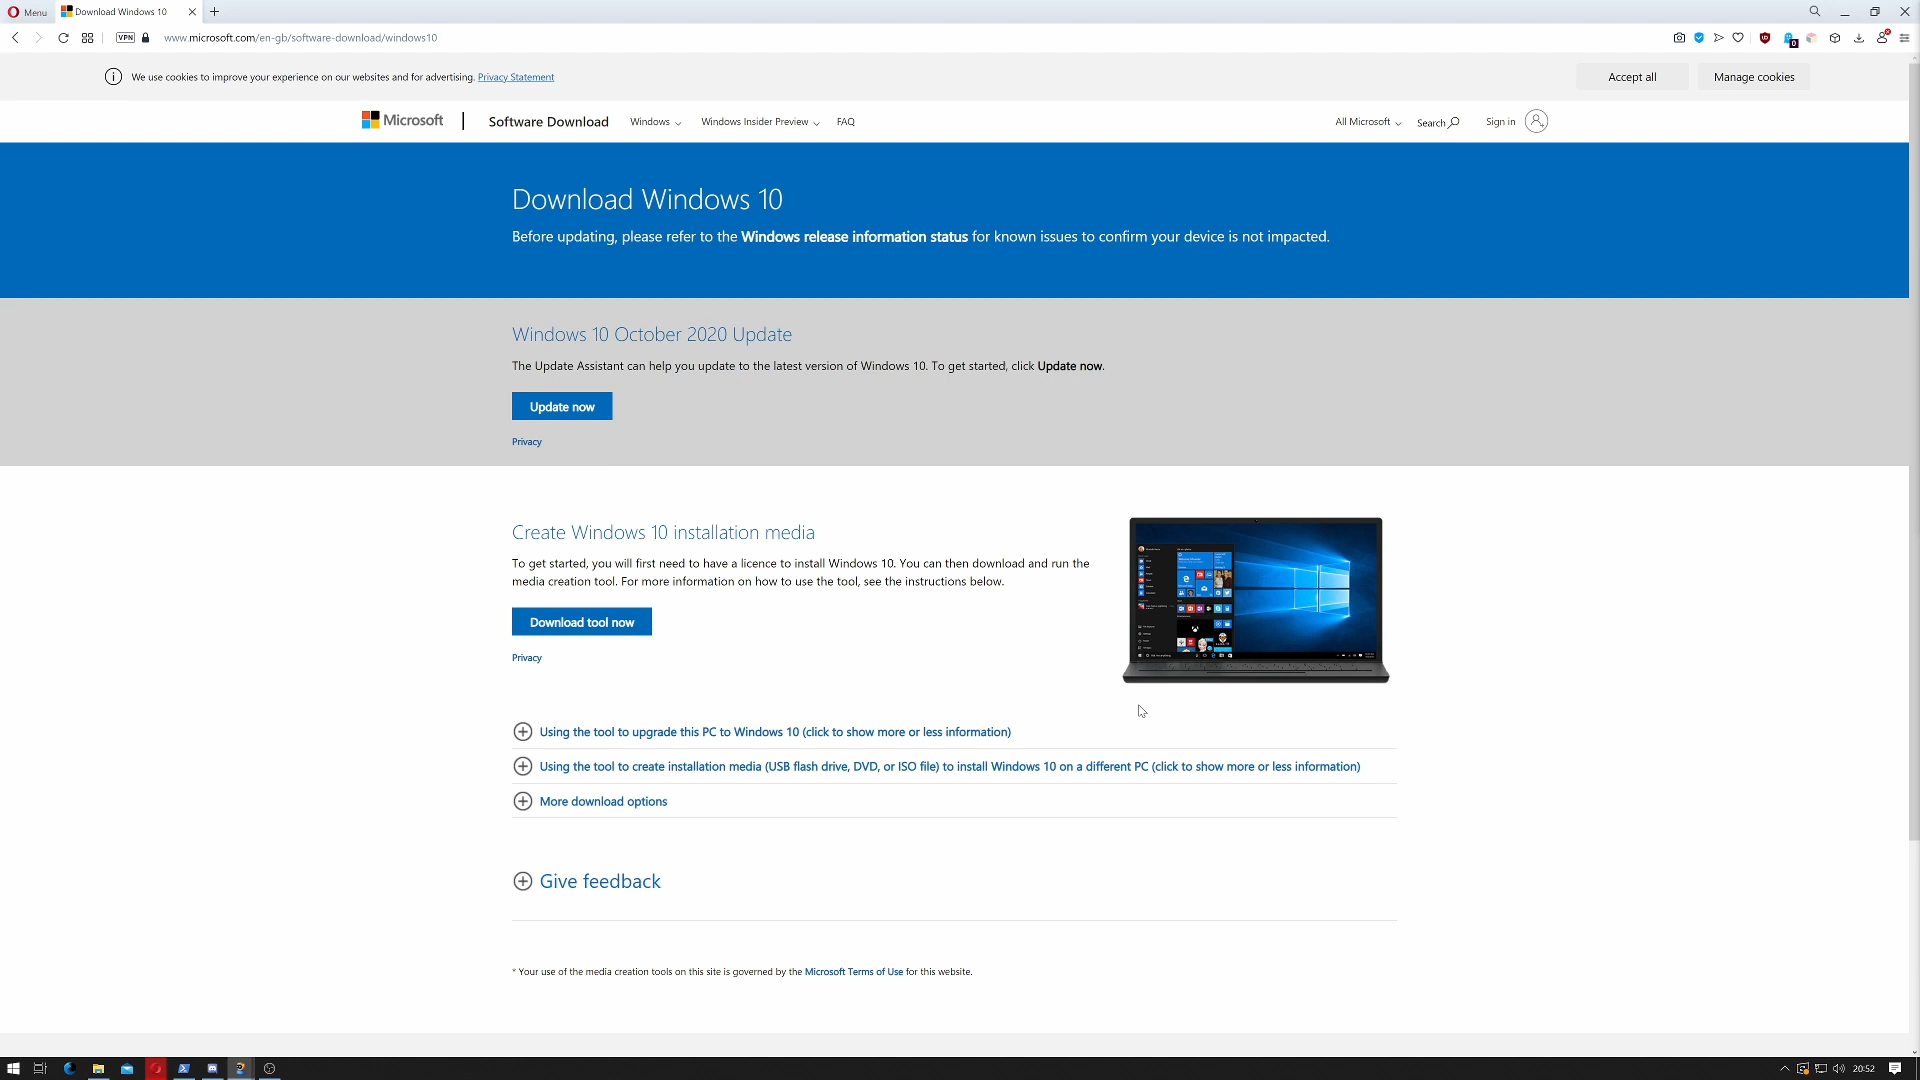 Menu
Download Windows 10
VPN
www.microsoft.com/en-gb/software-download/windows10
0
We use cookies to improve your experience on our websites and for advertising. Privacy Statement
Accept all
Manage cookies
Microsoft
Software Download
Windows
Windows Insider Preview
FAQ
All Microsoft
Search
Sign in
Download Windows 10
Before updating, please refer to the Windows release information status for known issues to confirm your device is not impacted.
Windows 10 October 2020 Update
The Update Assistant can help you update to the latest version of Windows 10. To get started, click Update now.
Update now
Privacy
Create Windows 10 installation media
To get started, you will first need to have a licence to install Windows 10. You can then download and run the
media creation tool. For more information on how to use the tool, see the instructions below.
Download tool now
Privacy
Using the tool to upgrade this PC to Windows 10 (click to show more or less information)
Using the tool to create installation media (USB flash drive, DVD, or ISO file) to install Windows 10 on a different PC (click to show more or less information)
More download options
Give feedback
* Your use of the media creation tools on this site is governed by the Microsoft Terms of Use for this website.
20:52